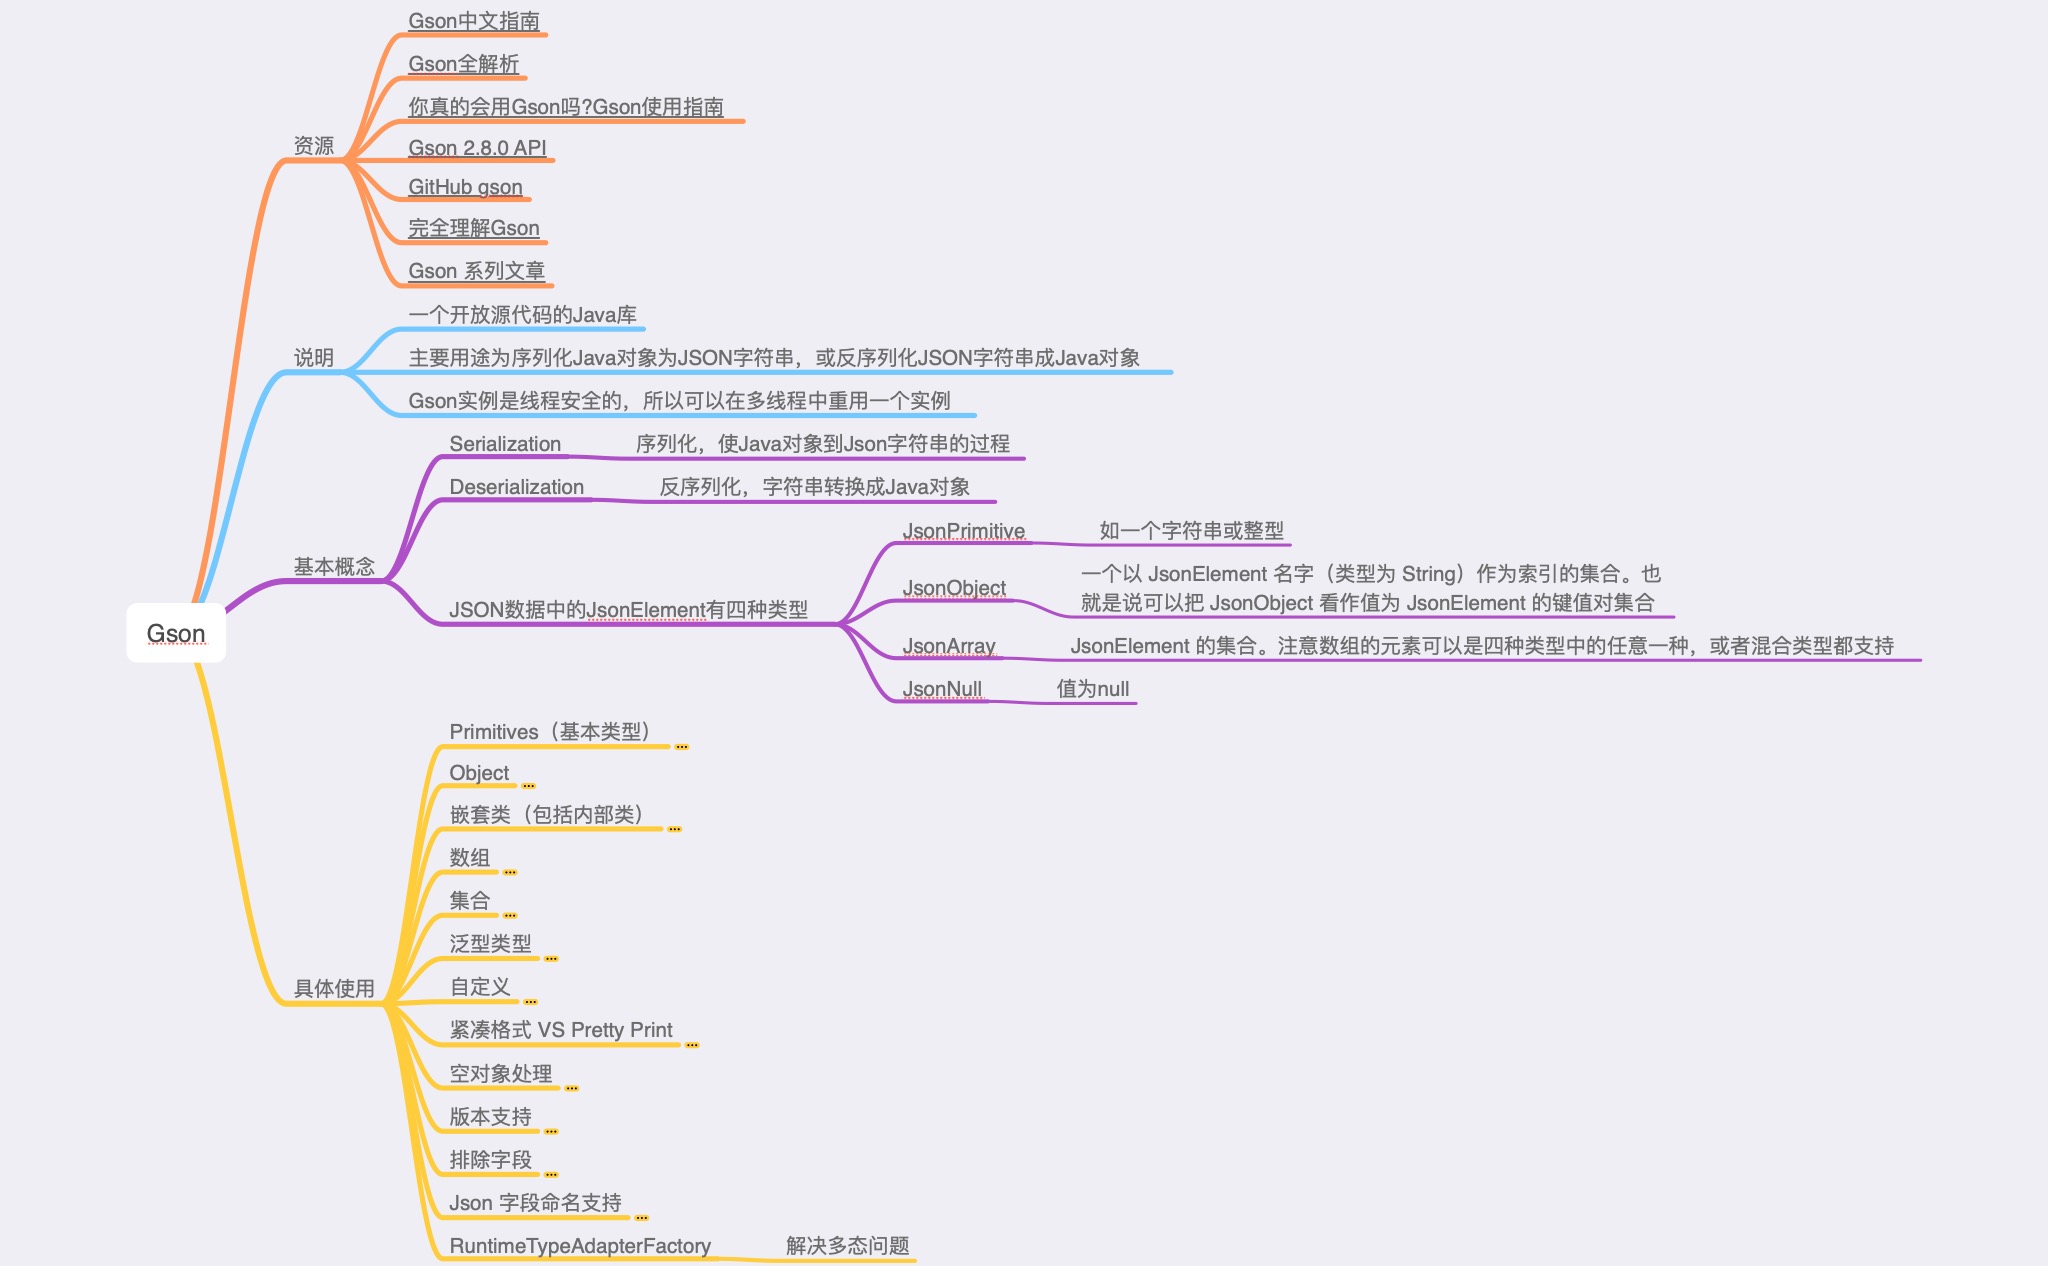 Gson
资源
Gson中文指南
Gson全解析
你真的会用Gson吗?Gson使用指南
Gson 2.8.0 API
GitHub gson
完全理解Gson
Gson 系列文章
说明
一个开放源代码的Java库
主要用途为序列化Java对象为JSON字符串，或反序列化JSON字符串成Java对象
Gson实例是线程安全的，所以可以在多线程中重用一个实例
基本概念
Serialization
序列化，使Java对象到Json字符串的过程
Deserialization
反序列化，字符串转换成Java对象
JSON数据中的JsonElement有四种类型
JsonPrimitive
如一个字符串或整型
JsonObject
一个以 JsonElement 名字（类型为 String）作为索引的集合。也
就是说可以把 JsonObject 看作值为 JsonElement 的键值对集合
JsonArray
JsonElement 的集合。注意数组的元素可以是四种类型中的任意一种，或者混合类型都支持
JsonNull
值为null
具体使用
Primitives（基本类型）
Object
嵌套类（包括内部类）
数组
集合
泛型类型
自定义
紧凑格式 VS Pretty Print
空对象处理
版本支持
排除字段
Json 字段命名支持
RuntimeTypeAdapterFactory
解决多态问题